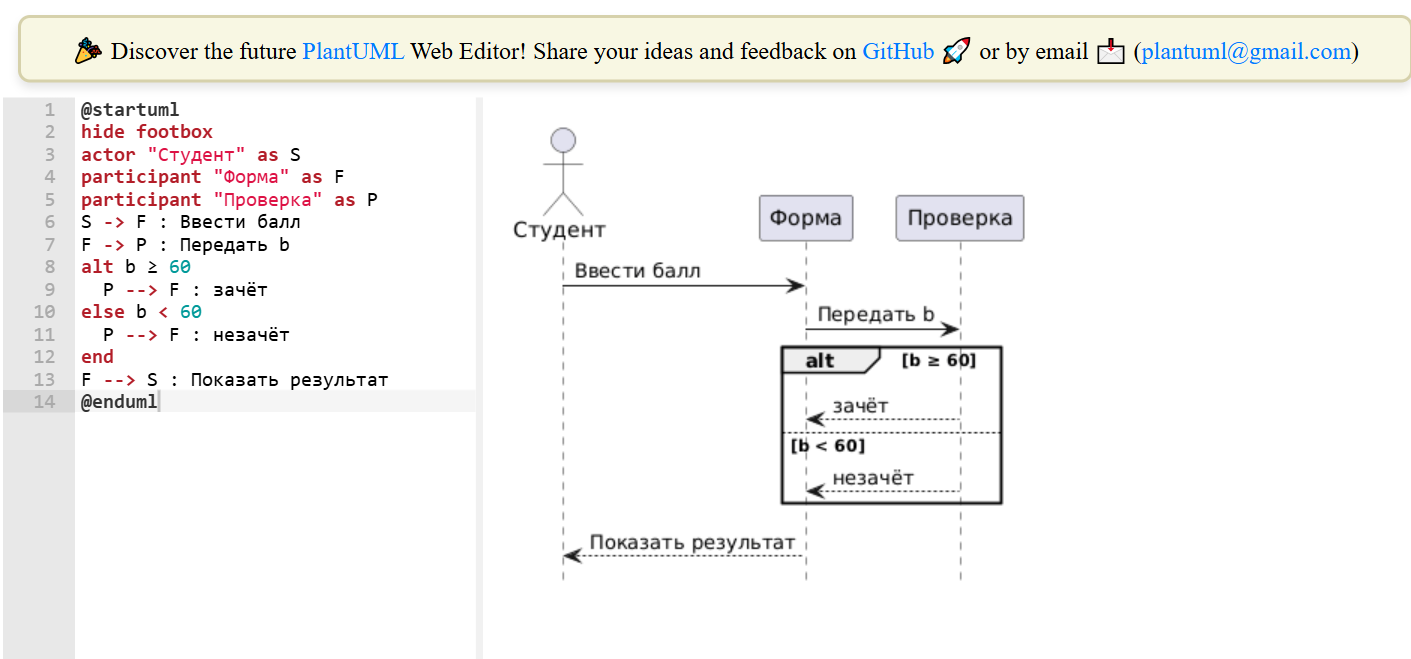 Discover the future PlantUML Web Editor! Share your ideas and feedback on GitHub 🚀 or by email 📩 (plantuml@gmail.com)
1 @startuml
2 hide footbox
3 actor "Студент" as S
4 participant "Форма" as F
5 participant "Проверка" as P
6 S -> F : Ввести балл
7 F -> P : Передать b
8 alt b ≥ 60
9 P --> F : зачёт
10 else b < 60
11 P --> F : незачёт
12 end
13 F --> S : Показать результат
14 @enduml
Студент
Форма
Проверка
Ввести балл
Передать b
alt [b ≥ 60]
зачёт
[b < 60]
незачёт
Показать результат